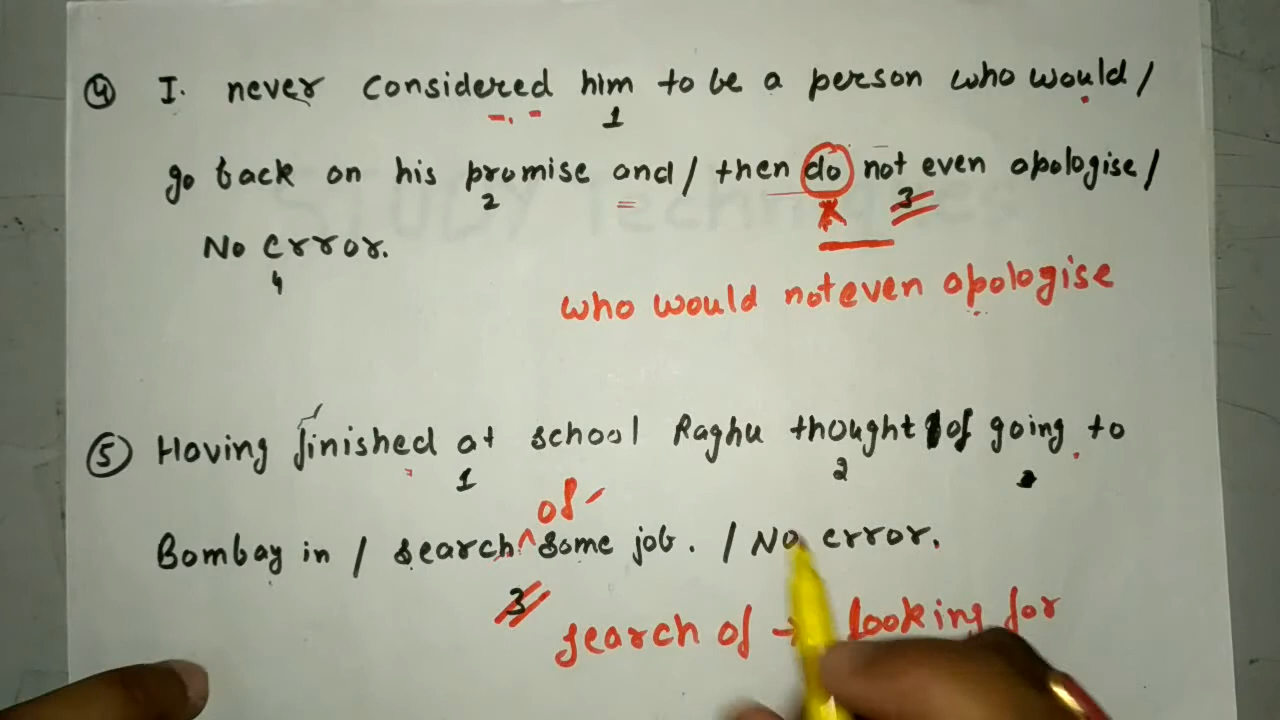 ④ I. never considered him to be a person who would /
1
go back on his promise and / then do not even apologise /
2 3
No error.
4
who would not even apologise
⑤ Having finished at school Raghu thought of going to
1 2
of
Bombay in / search ^ some job. / No error.
3
search of → looking for